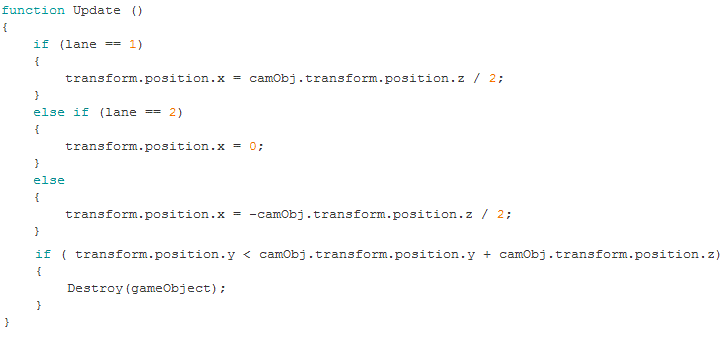 function Update ()
{
    if (lane == 1)
    {
        transform.position.x = camObj.transform.position.z / 2;
    }
    else if (lane == 2)
    {
        transform.position.x = 0;
    }
    else
    {
        transform.position.x = -camObj.transform.position.z / 2;
    }
    if ( transform.position.y < camObj.transform.position.y + camObj.transform.position.z)
    {
        Destroy(gameObject);
    }
}